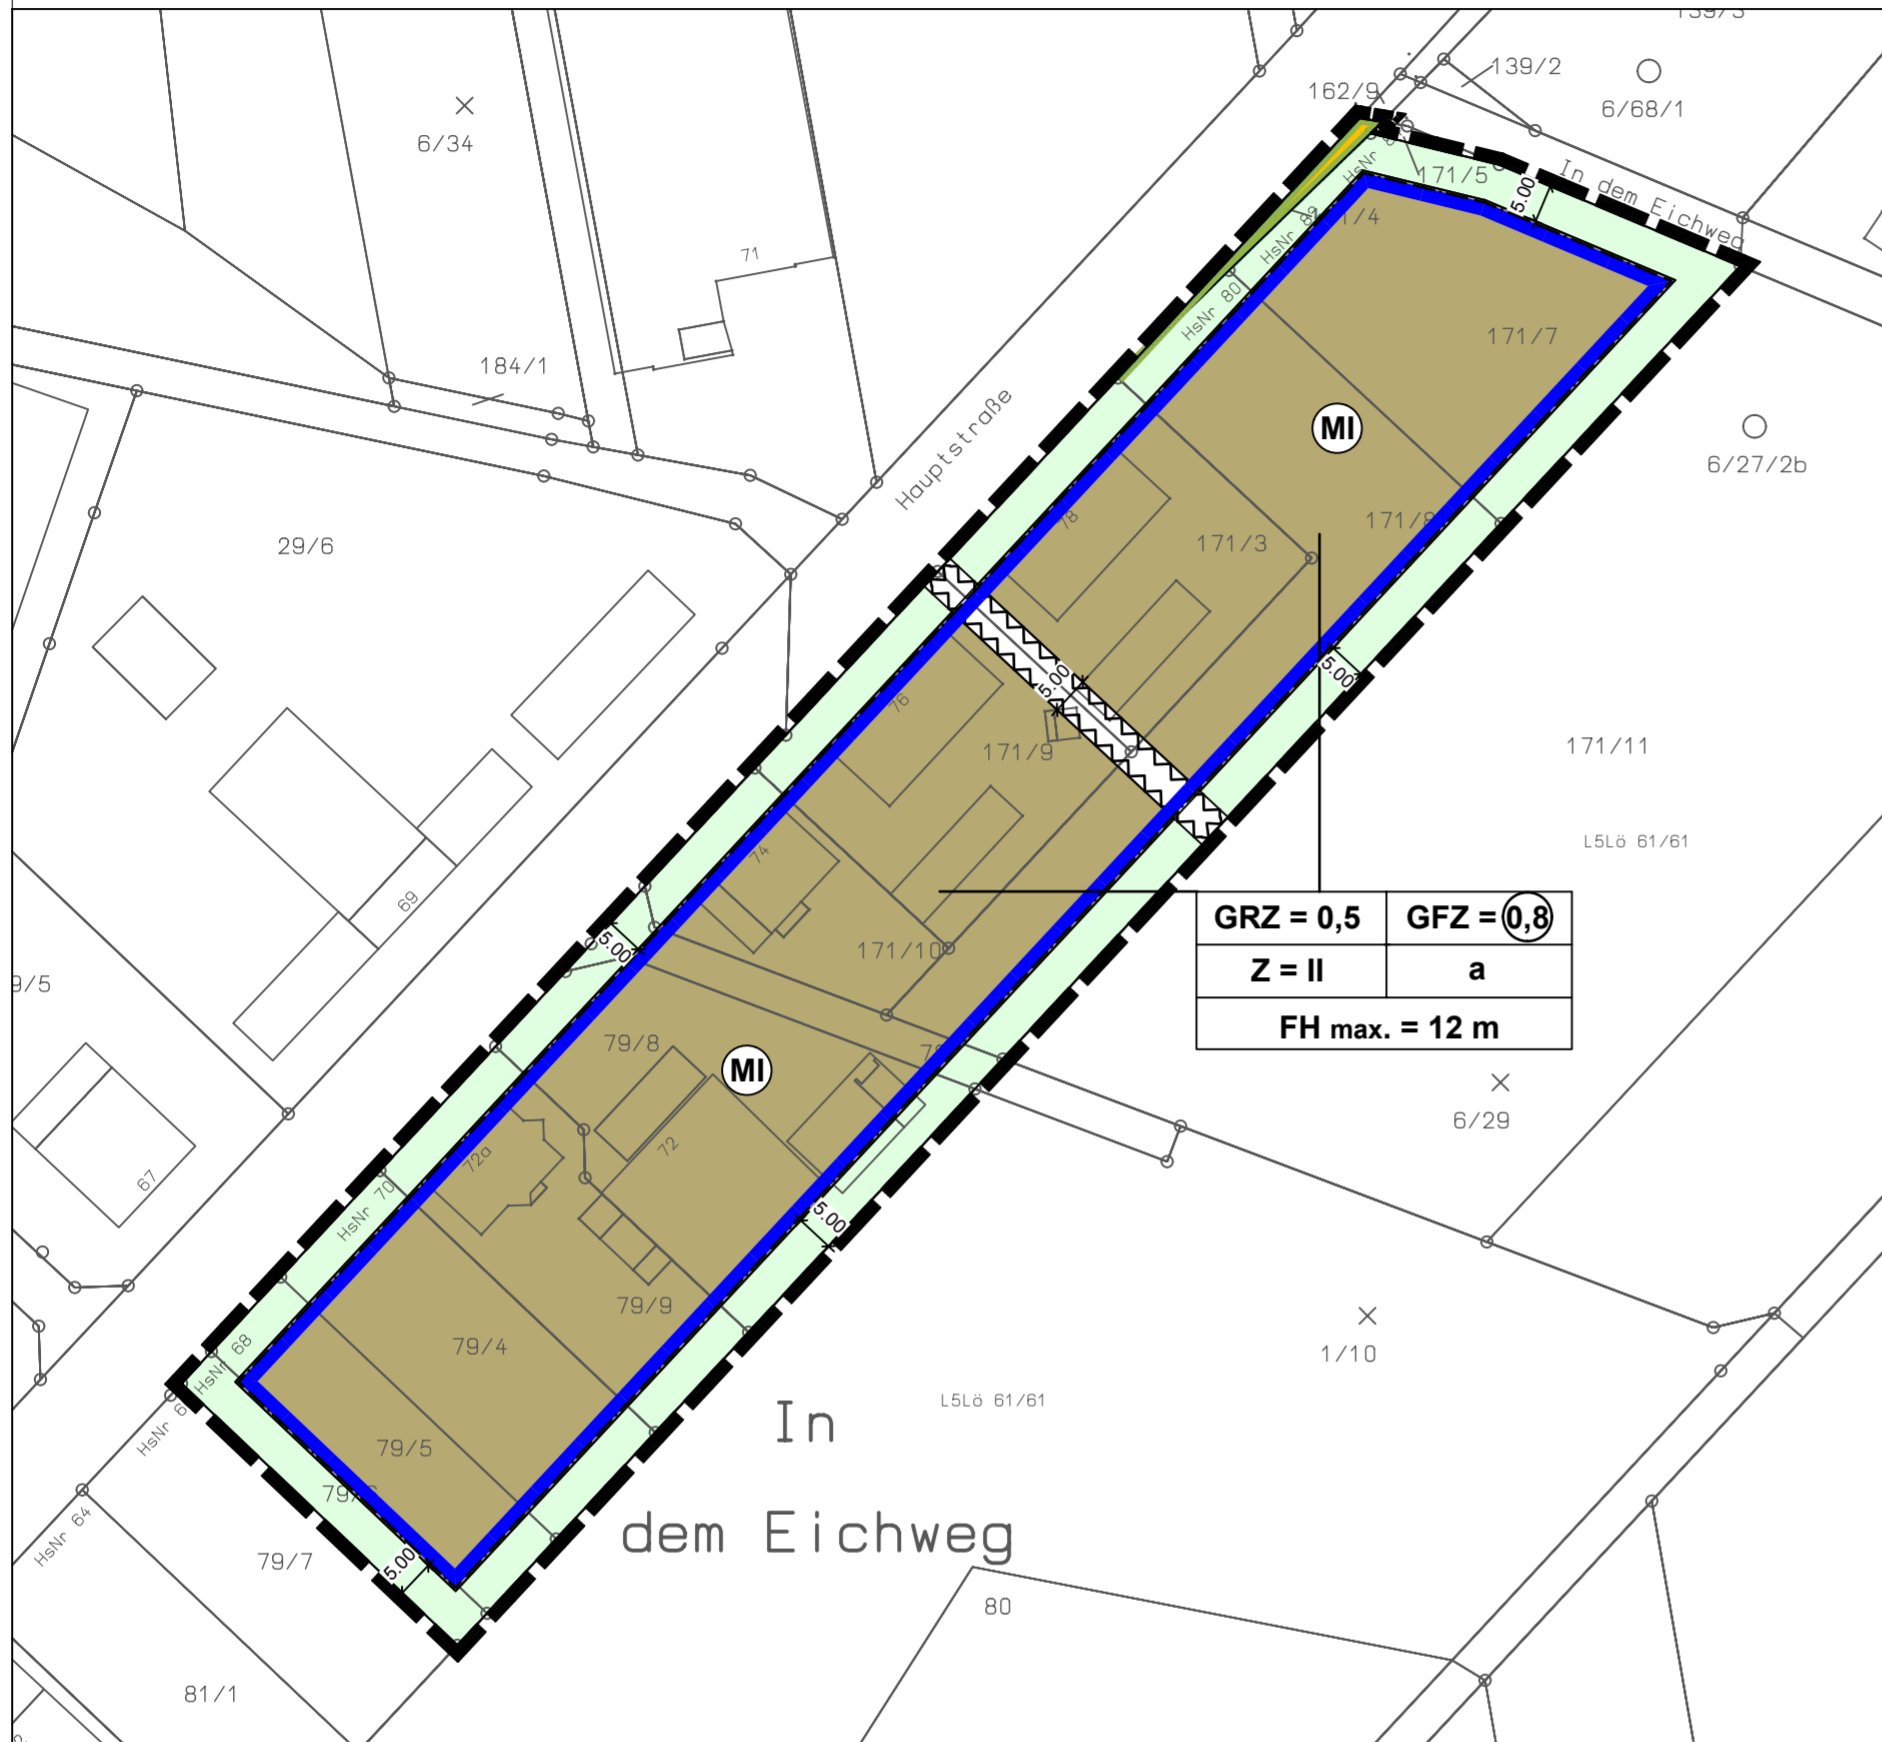 139/2
162/9
6/68/1
6/34
171/5
In dem Eichweg
5.00
HsNr 82
71
HsNr 80
171/7
184/1
MI
Hauptstraße
6/27/2b
171/8
78
171/3
29/6
5.00
5.00
76
171/9
171/11
L5Lö 61/61
74
69
GRZ = 0,5
GFZ = 0,8
5.00
171/10
Z = II
a
9/5
FH max. = 12 m
79/8
MI
6/29
72
72a
67
HsNr 70
5.00
79/9
1/10
79/4
HsNr 68
L5Lö 61/61
In
79/5
HsNr 64
dem Eichweg
79/7
5.00
80
81/1